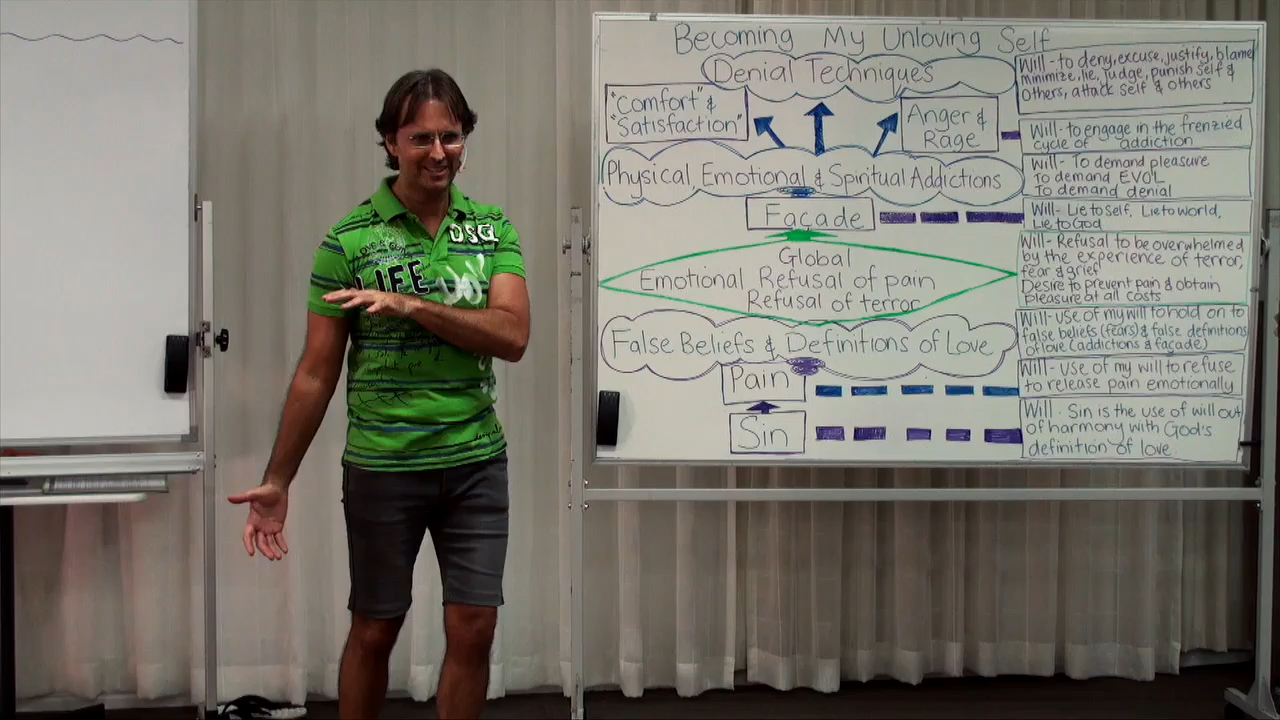 Becoming My Unloving Self
Denial Techniques
"Comfort" &
"Satisfaction"
Anger &
Rage
Physical Emotional & Spiritual Addictions
Façade
Global
Emotional Refusal of pain
Refusal of terror
False Beliefs & Definitions of Love
Pain
Sin
Will - to deny, excuse, justify, blame
minimize, lie, judge, punish self &
others, attack self & others
Will - to engage in the frenzied
cycle of addiction
Will - To demand pleasure
To demand EVOL
To demand denial
Will - Lie to Self, Lie to World,
Lie to God
Will - Refusal to be overwhelmed
by the experience of terror,
fear & grief
Desire to prevent pain & obtain
pleasure at all costs
Will - use of my will to hold on to
false beliefs (fears) & false definitions
of love (addictions & façade)
Will - use of my will to refuse
to release pain emotionally
Will - Sin is the use of will out
of harmony with God's
definition of love
DSQ
LIFE